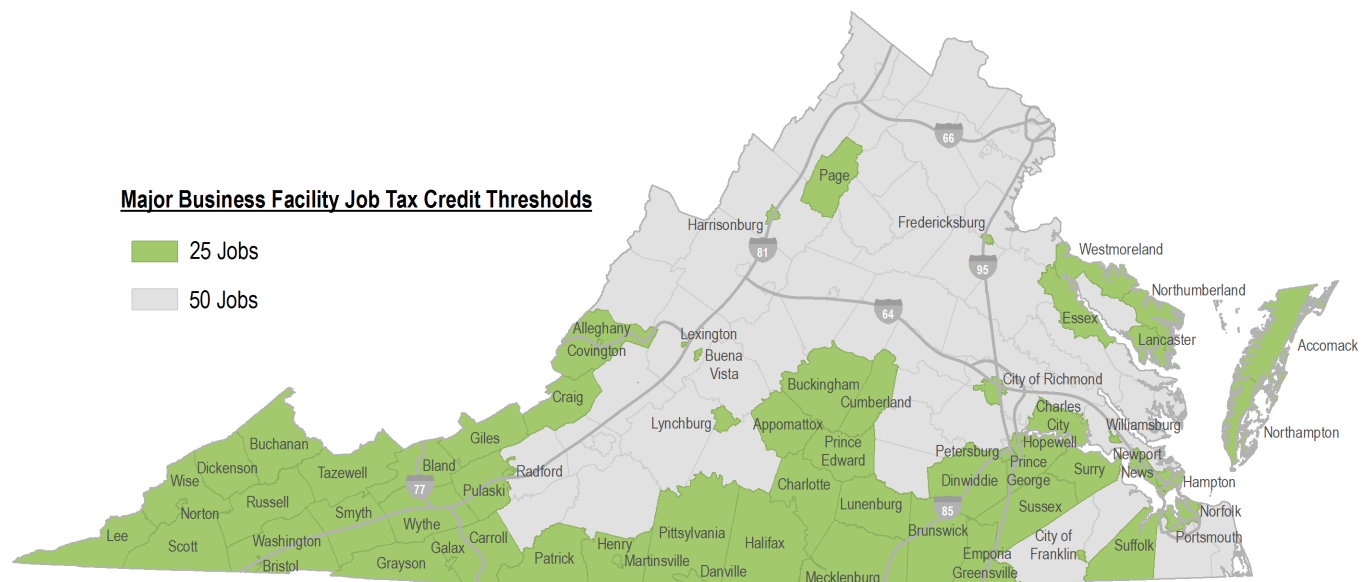 66
Page
Major Business Facility Job Tax Credit Thresholds
Harrisonburg
Fredericksburg
81
25 Jobs
Westmoreland
95
Northumberland
50 Jobs
64
Essex
Alleghany
Lexington
Lancaster
Accomack
Covington
Buena
Vista
City of Richmond
Buckingham
Craig
Cumberland
Charles
City
Lynchburg
Appomattox
Williamsburg
Northampton
Giles
Buchanan
Prince
Edward
Hopewell
Petersburg
Newport
News
Dickenson
Tazewell
Bland
Radford
Prince
George
Surry
Wise
Charlotte
Dinwiddie
Hampton
77
Pulaski
Russell
Lunenburg
Sussex
Norton
Smyth
85
Norfolk
Wythe
Lee
Washington
Carroll
Pittsylvania
Brunswick
City of
Franklin
Portsmouth
Scott
Galax
Henry
Halifax
Suffolk
Bristol
Grayson
Patrick
Martinsville
Emporia
Danville
Mecklenburg
Greensville